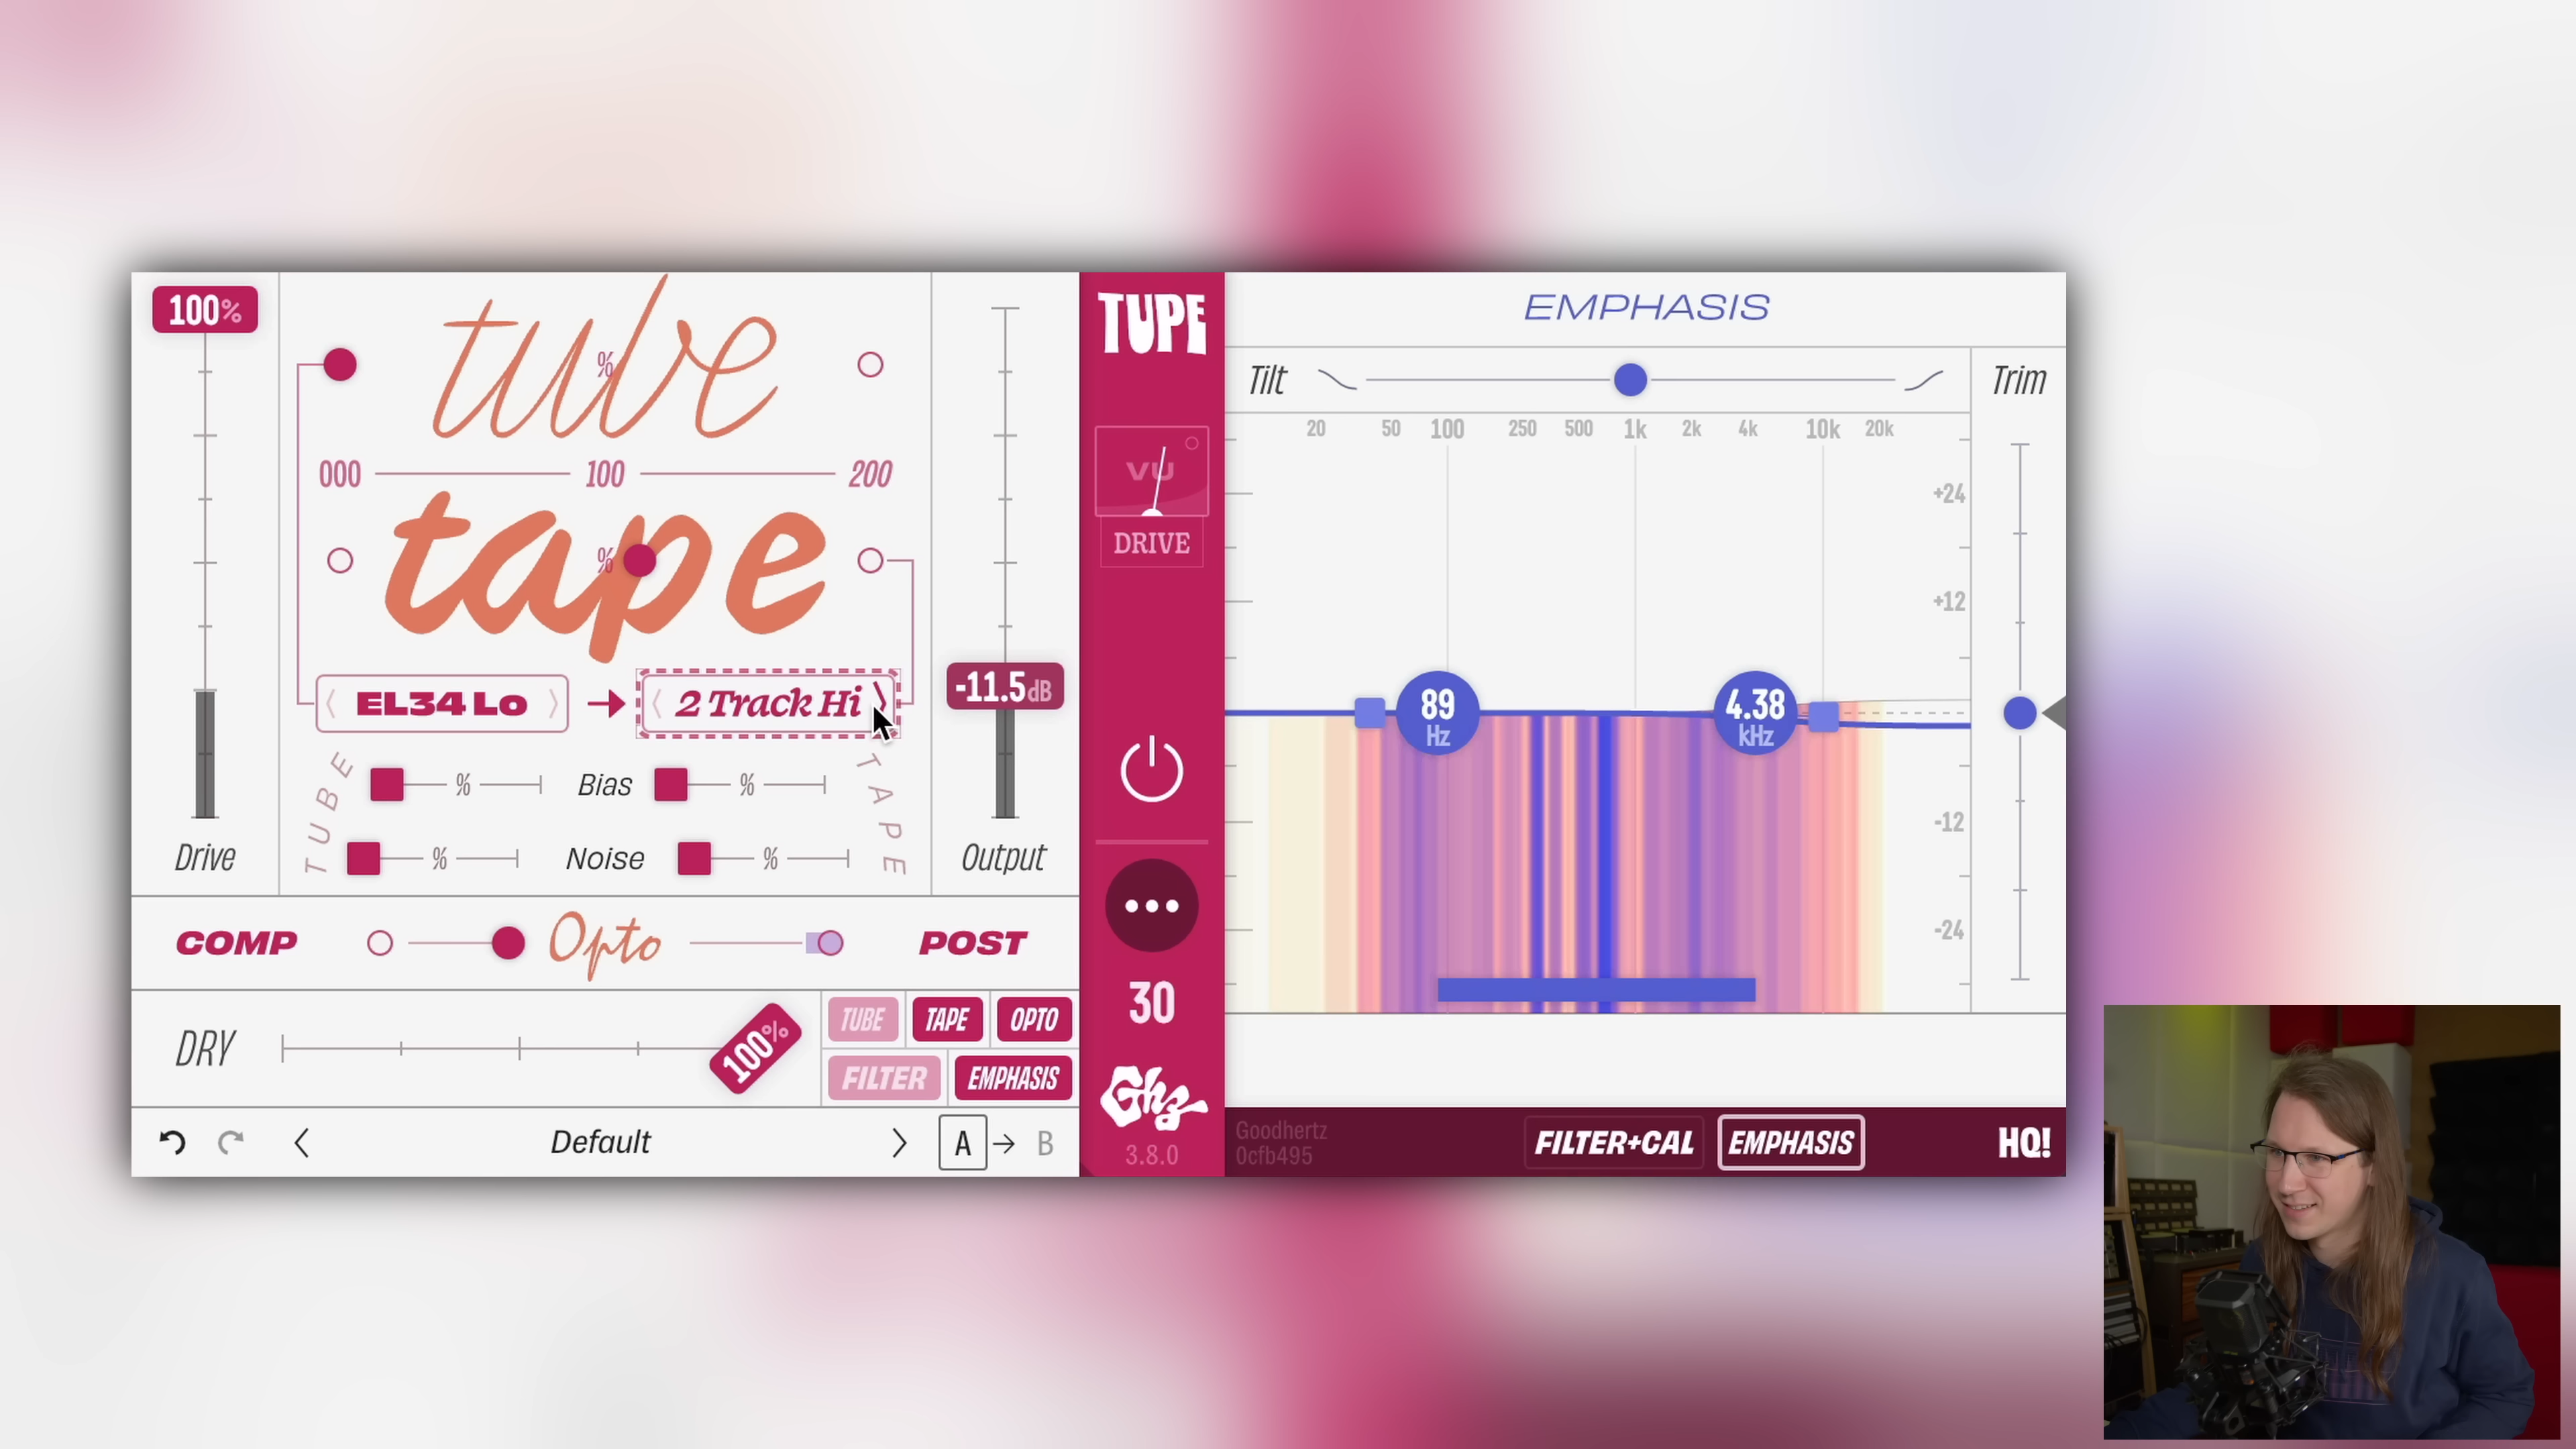 100%
tube
%
000 100 200
tape
%
EL34 Lo → 2 Track Hi
-11.5dB
TUBE
% Bias %
TAPE
% Noise %
Drive
Output
COMP Opto POST
DRY 100%
TUBE TAPE OPTO
FILTER EMPHASIS
Default
A → B
TUPE
VU
DRIVE
30
Ghz
3.8.0
EMPHASIS
Tilt
Trim
20 50 100 250 500 1k 2k 4k 10k 20k
+24
+12
89
Hz
4.38
kHz
-12
-24
Goodhertz
0cfb495
FILTER+CAL EMPHASIS HQ!